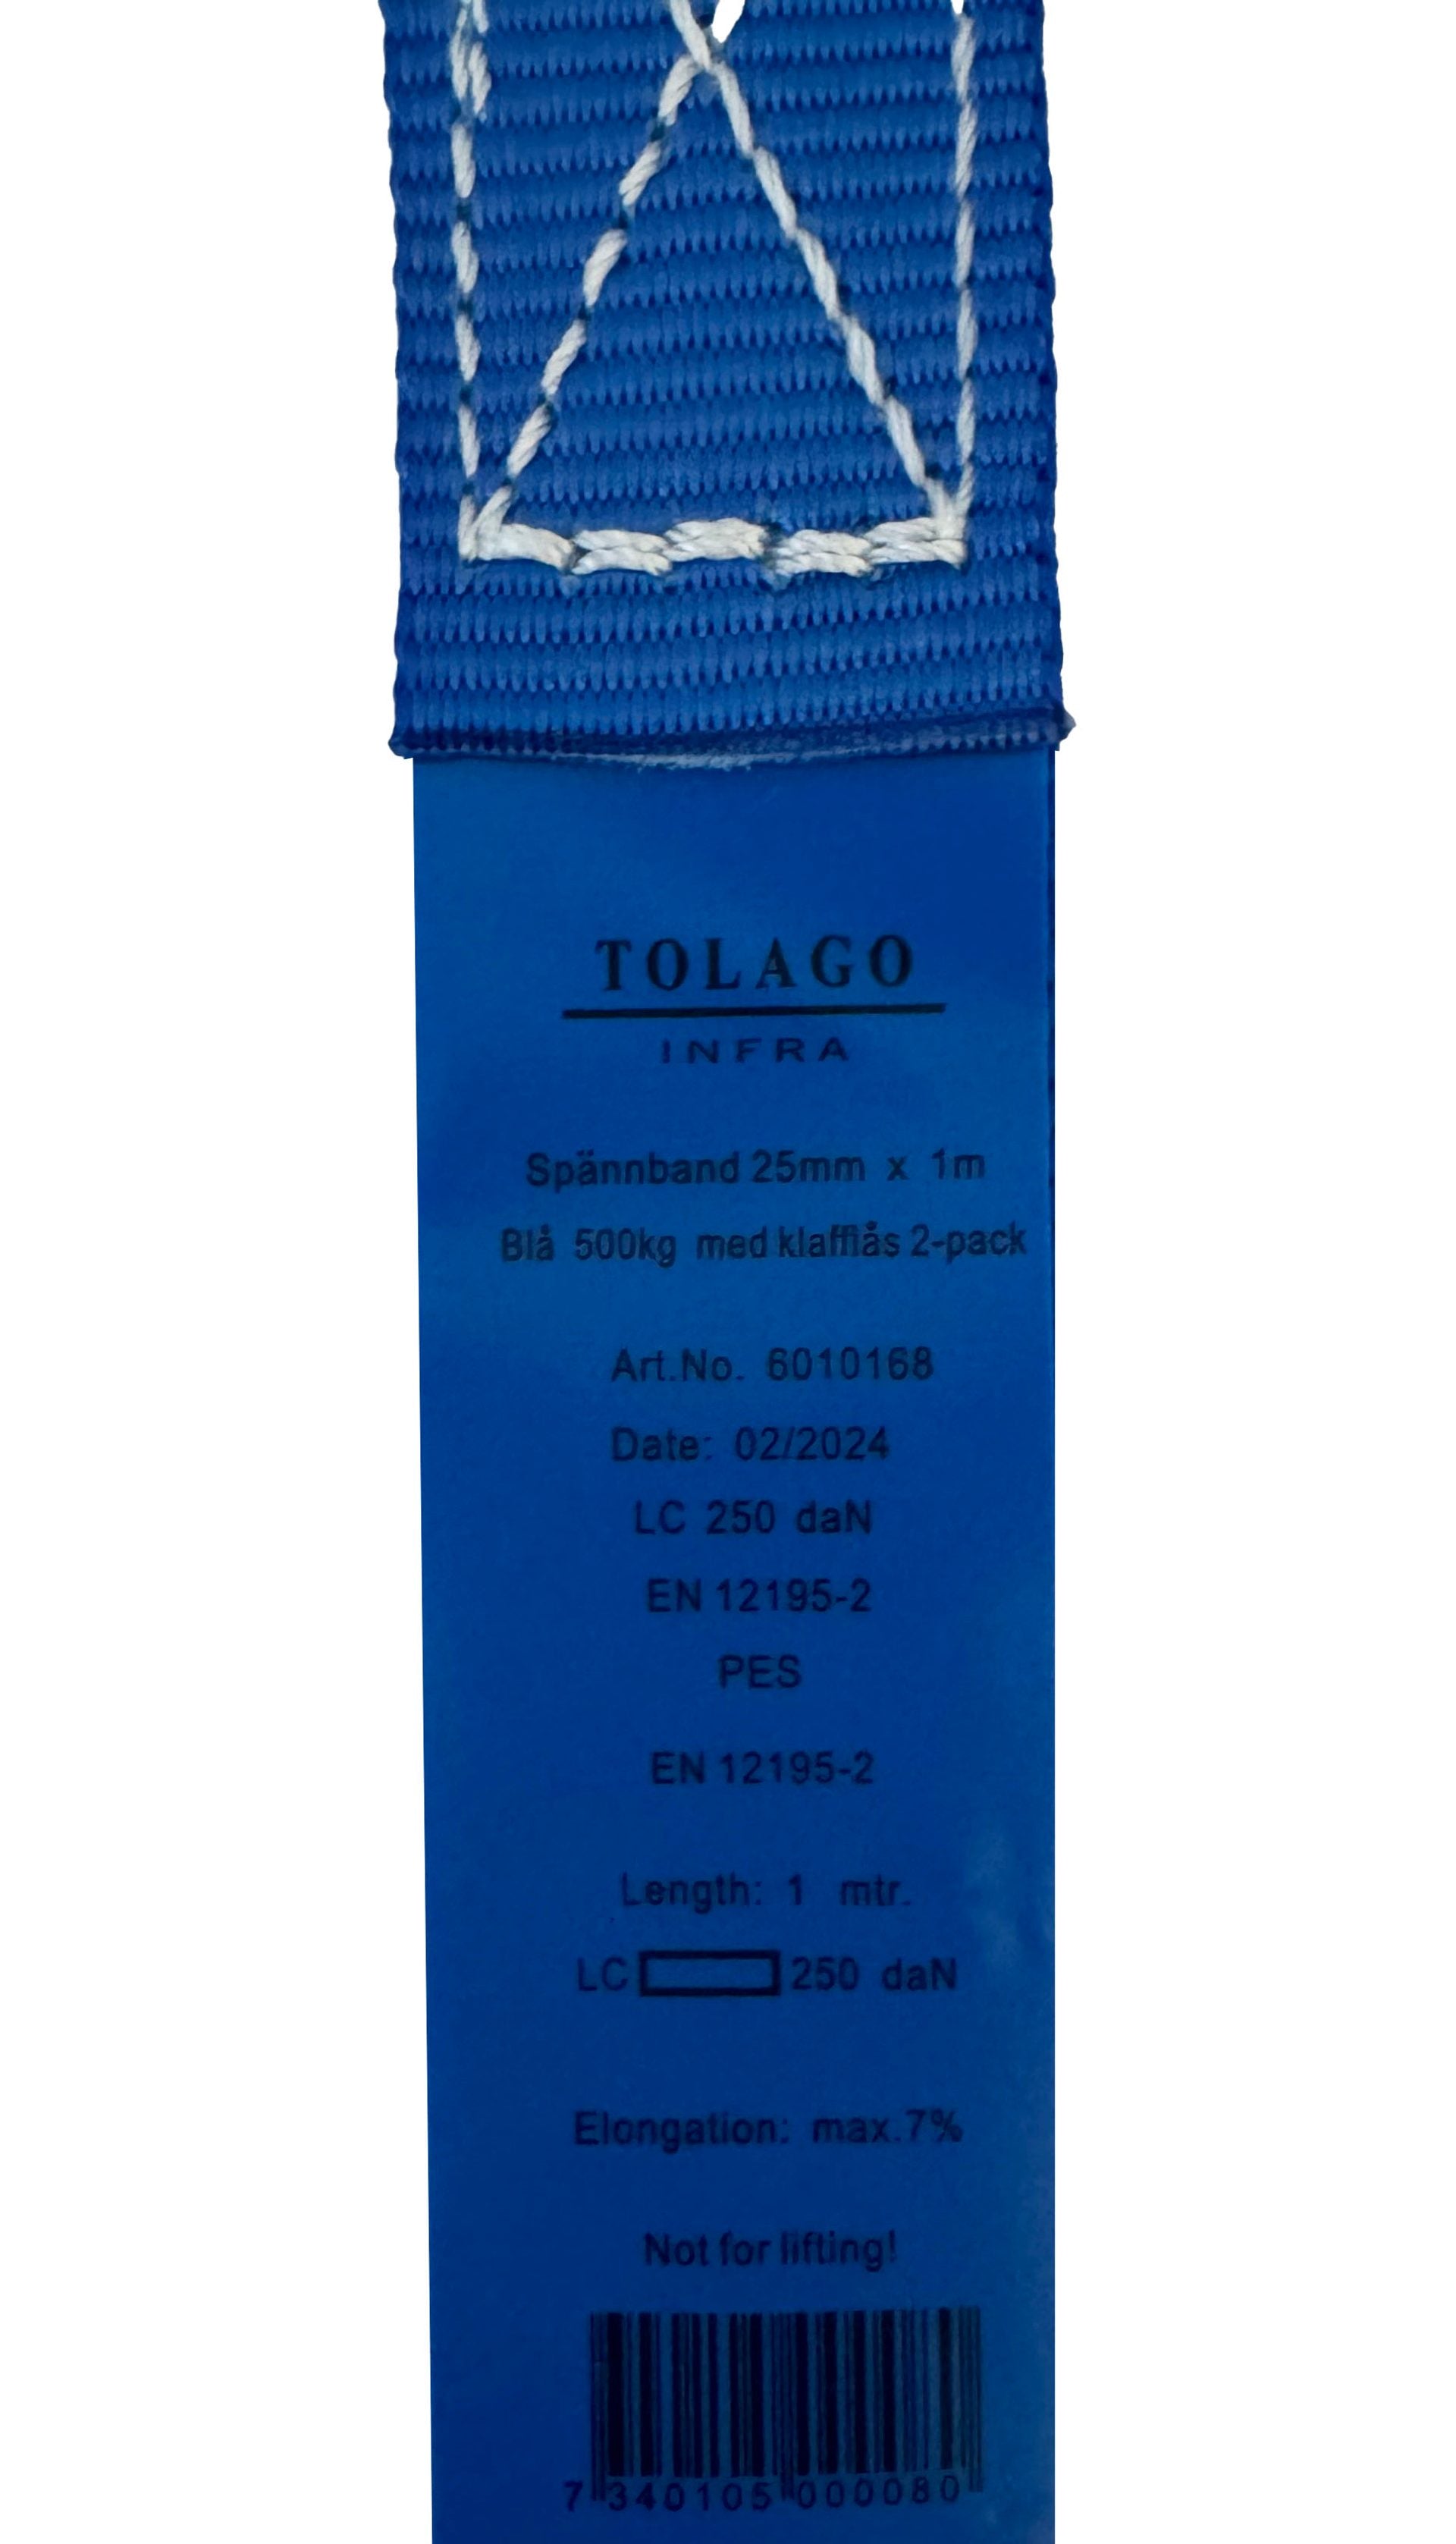 TOLAGO
INFRA
Spännband 25mm x 1m
Blå 500kg med klafflås 2-pack
Art.No. 6010168
Date: 02/2024
LC 250 daN
EN 12195-2
PES
EN 12195-2
Length: 1 mtr.
LC 250 daN
Elongation: max.7%
Not for lifting!
7 340105 000080